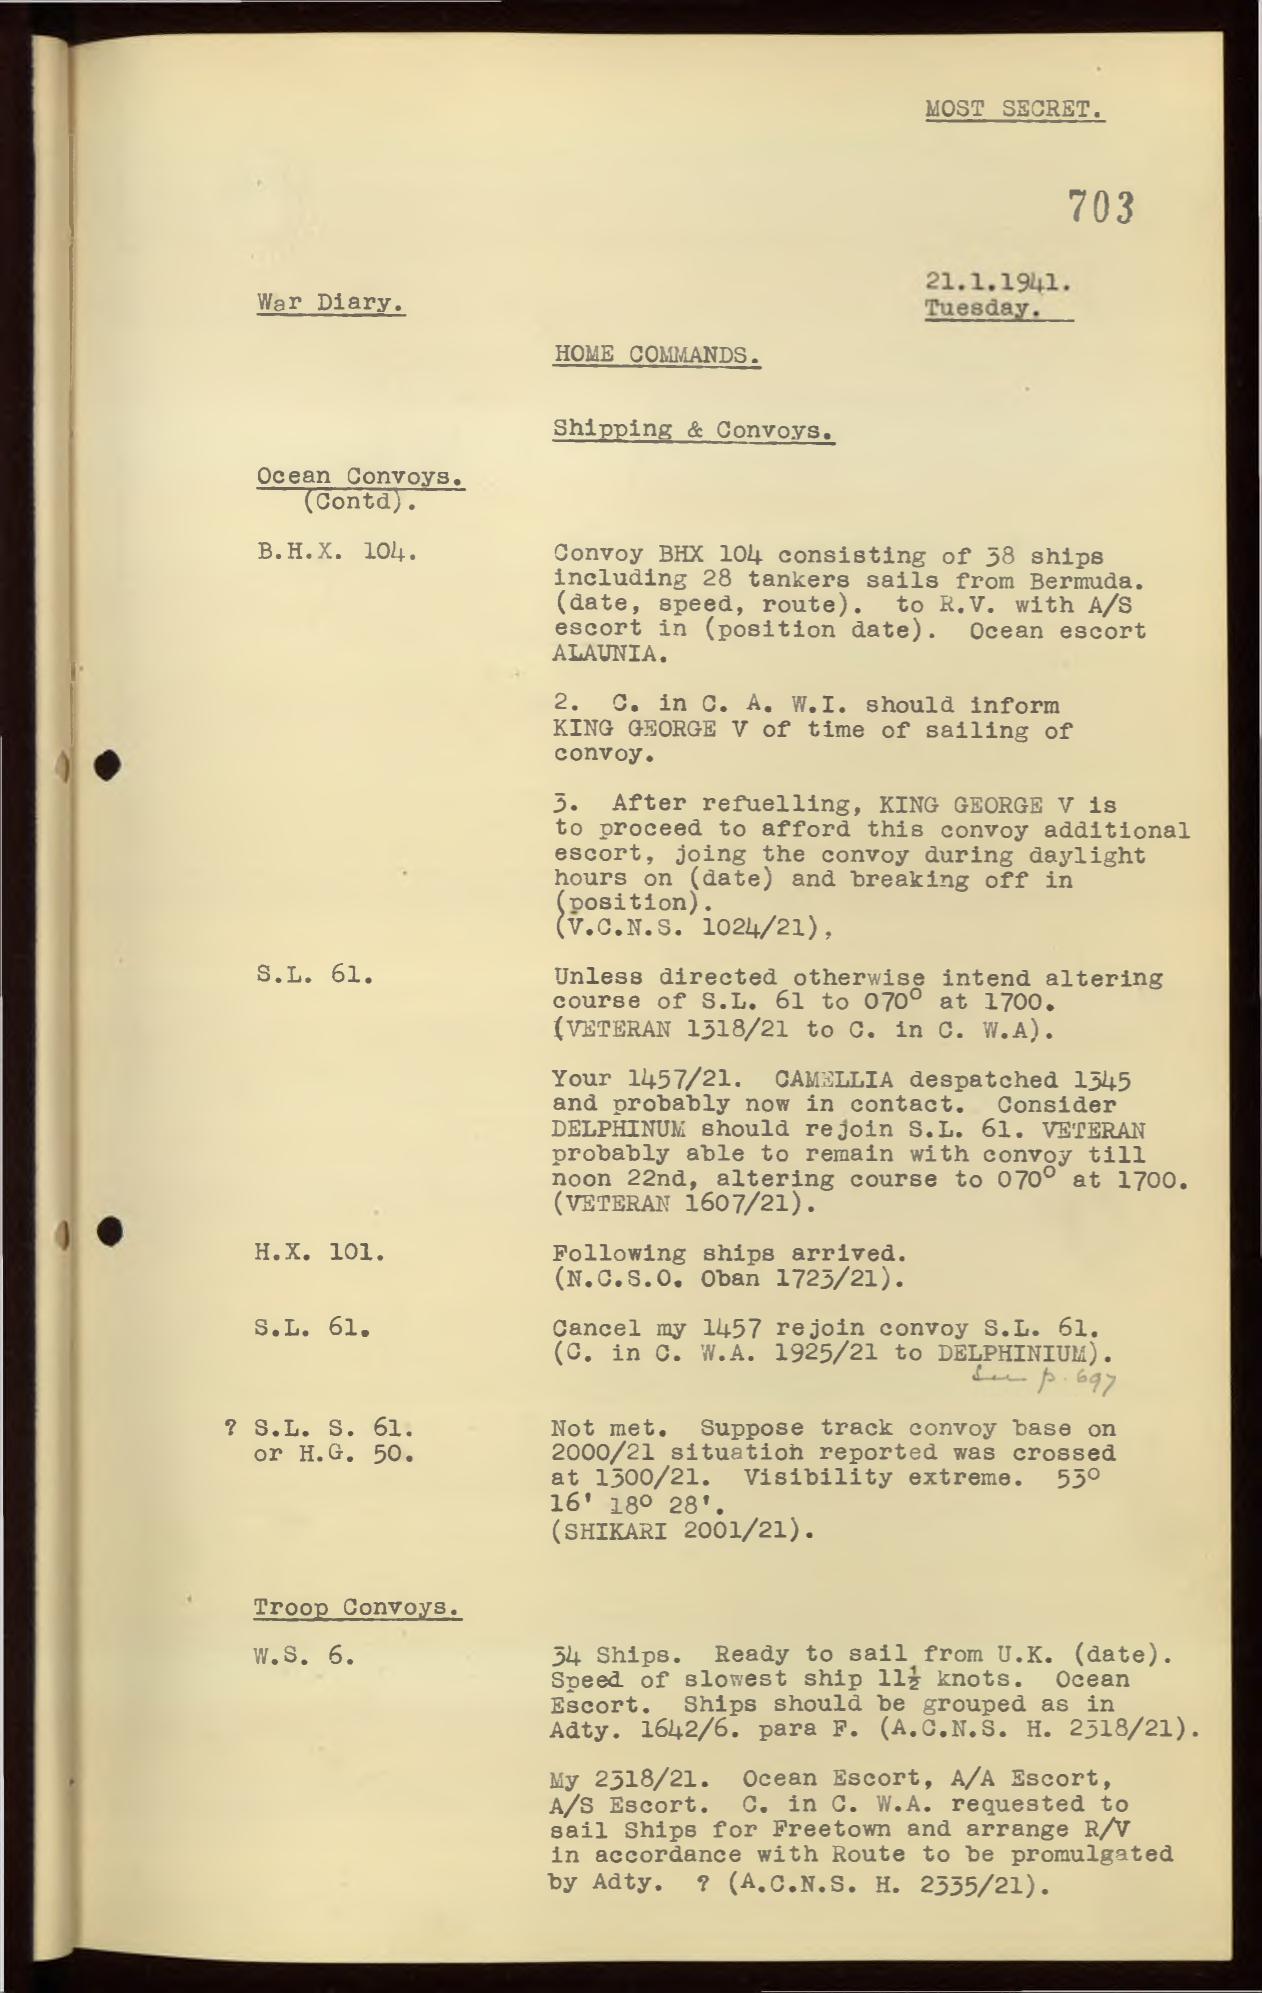 MOST SECRET.
703
21.1.1941.
Tuesday.
War Diary.
HOME COMMANDS.
Shipping & Convoys.
Ocean Convoys.
(Contd).
B.H.X. 104.
Convoy BHX 104 consisting of 38 ships
including 28 tankers sails from Bermuda.
(date, speed, route). to R.V. with A/S
escort in (position date). Ocean escort
ALAUNIA.
2. C. in C. A. W.I. should inform
KING GEORGE V of time of sailing of
convoy.
3. After refuelling, KING GEORGE V is
to proceed to afford this convoy additional
escort, joing the convoy during daylight
hours on (date) and breaking off in
(position).
(V.C.N.S. 1024/21),
S.L. 61.
Unless directed otherwise intend altering
course of S.L. 61 to 070° at 1700.
(VETERAN 1318/21 to C. in C. W.A).
Your 1457/21. CAMELLIA despatched 1345
and probably now in contact. Consider
DELPHINUM should rejoin S.L. 61. VETERAN
probably able to remain with convoy till
noon 22nd, altering course to 070° at 1700.
(VETERAN 1607/21).
H.X. 101.
Following ships arrived.
(N.C.S.O. Oban 1723/21).
S.L. 61.
Cancel my 1457 rejoin convoy S.L. 61.
(C. in C. W.A. 1925/21 to DELPHINIUM).
See p. 697
? S.L. S. 61.
or H.G. 50.
Not met. Suppose track convoy base on
2000/21 situation reported was crossed
at 1300/21. Visibility extreme. 53°
16' 18° 28'.
(SHIKARI 2001/21).
Troop Convoys.
W.S. 6.
34 Ships. Ready to sail from U.K. (date).
Speed of slowest ship 11½ knots. Ocean
Escort. Ships should be grouped as in
Adty. 1642/6. para F. (A.C.N.S. H. 2318/21).
My 2318/21. Ocean Escort, A/A Escort,
A/S Escort. C. in C. W.A. requested to
sail Ships for Freetown and arrange R/V
in accordance with Route to be promulgated
by Adty. ? (A.C.N.S. H. 2335/21).